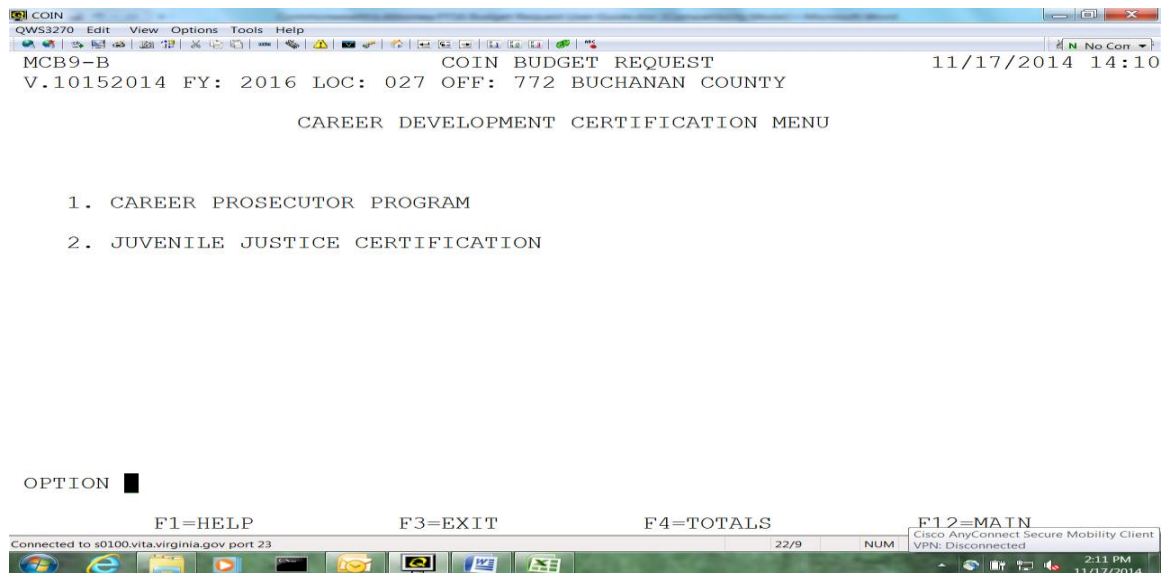 COIN
QWS3270 Edit View Options Tools Help
N No Con
MCB9-B COIN BUDGET REQUEST 11/17/2014 14:10
V.10152014 FY: 2016 LOC: 027 OFF: 772 BUCHANAN COUNTY
CAREER DEVELOPMENT CERTIFICATION MENU
1. CAREER PROSECUTOR PROGRAM
2. JUVENILE JUSTICE CERTIFICATION
OPTION
F1=HELP F3=EXIT F4=TOTALS F12=MAIN
Connected to s0100.vita.virginia.gov port 23 22/9 NUM
Cisco AnyConnect Secure Mobility Client
VPN: Disconnected
2:11 PM
11/17/2014